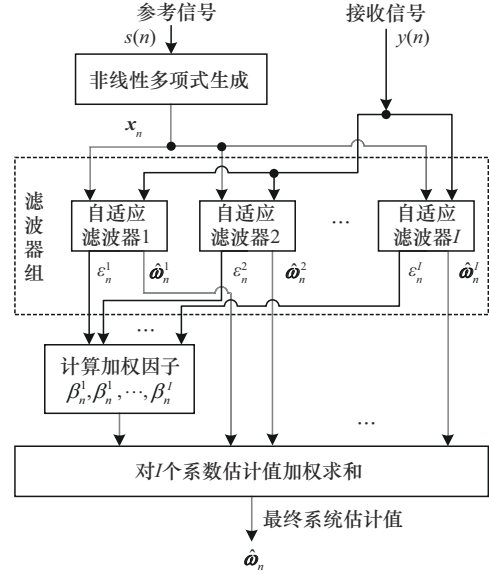 参考信号
接收信号
s(n)
y(n)
非线性多项式生成
x_n
滤波器组
自适应滤波器1
自适应滤波器2
...
自适应滤波器I
ε_n^1
ω̂_n^1
ε_n^2
ω̂_n^2
ε_n^I
ω̂_n^I
...
计算加权因子
β_n^1,β_n^1,…,β_n^I
...
对I个系数估计值加权求和
最终系统估计值
ω̂_n